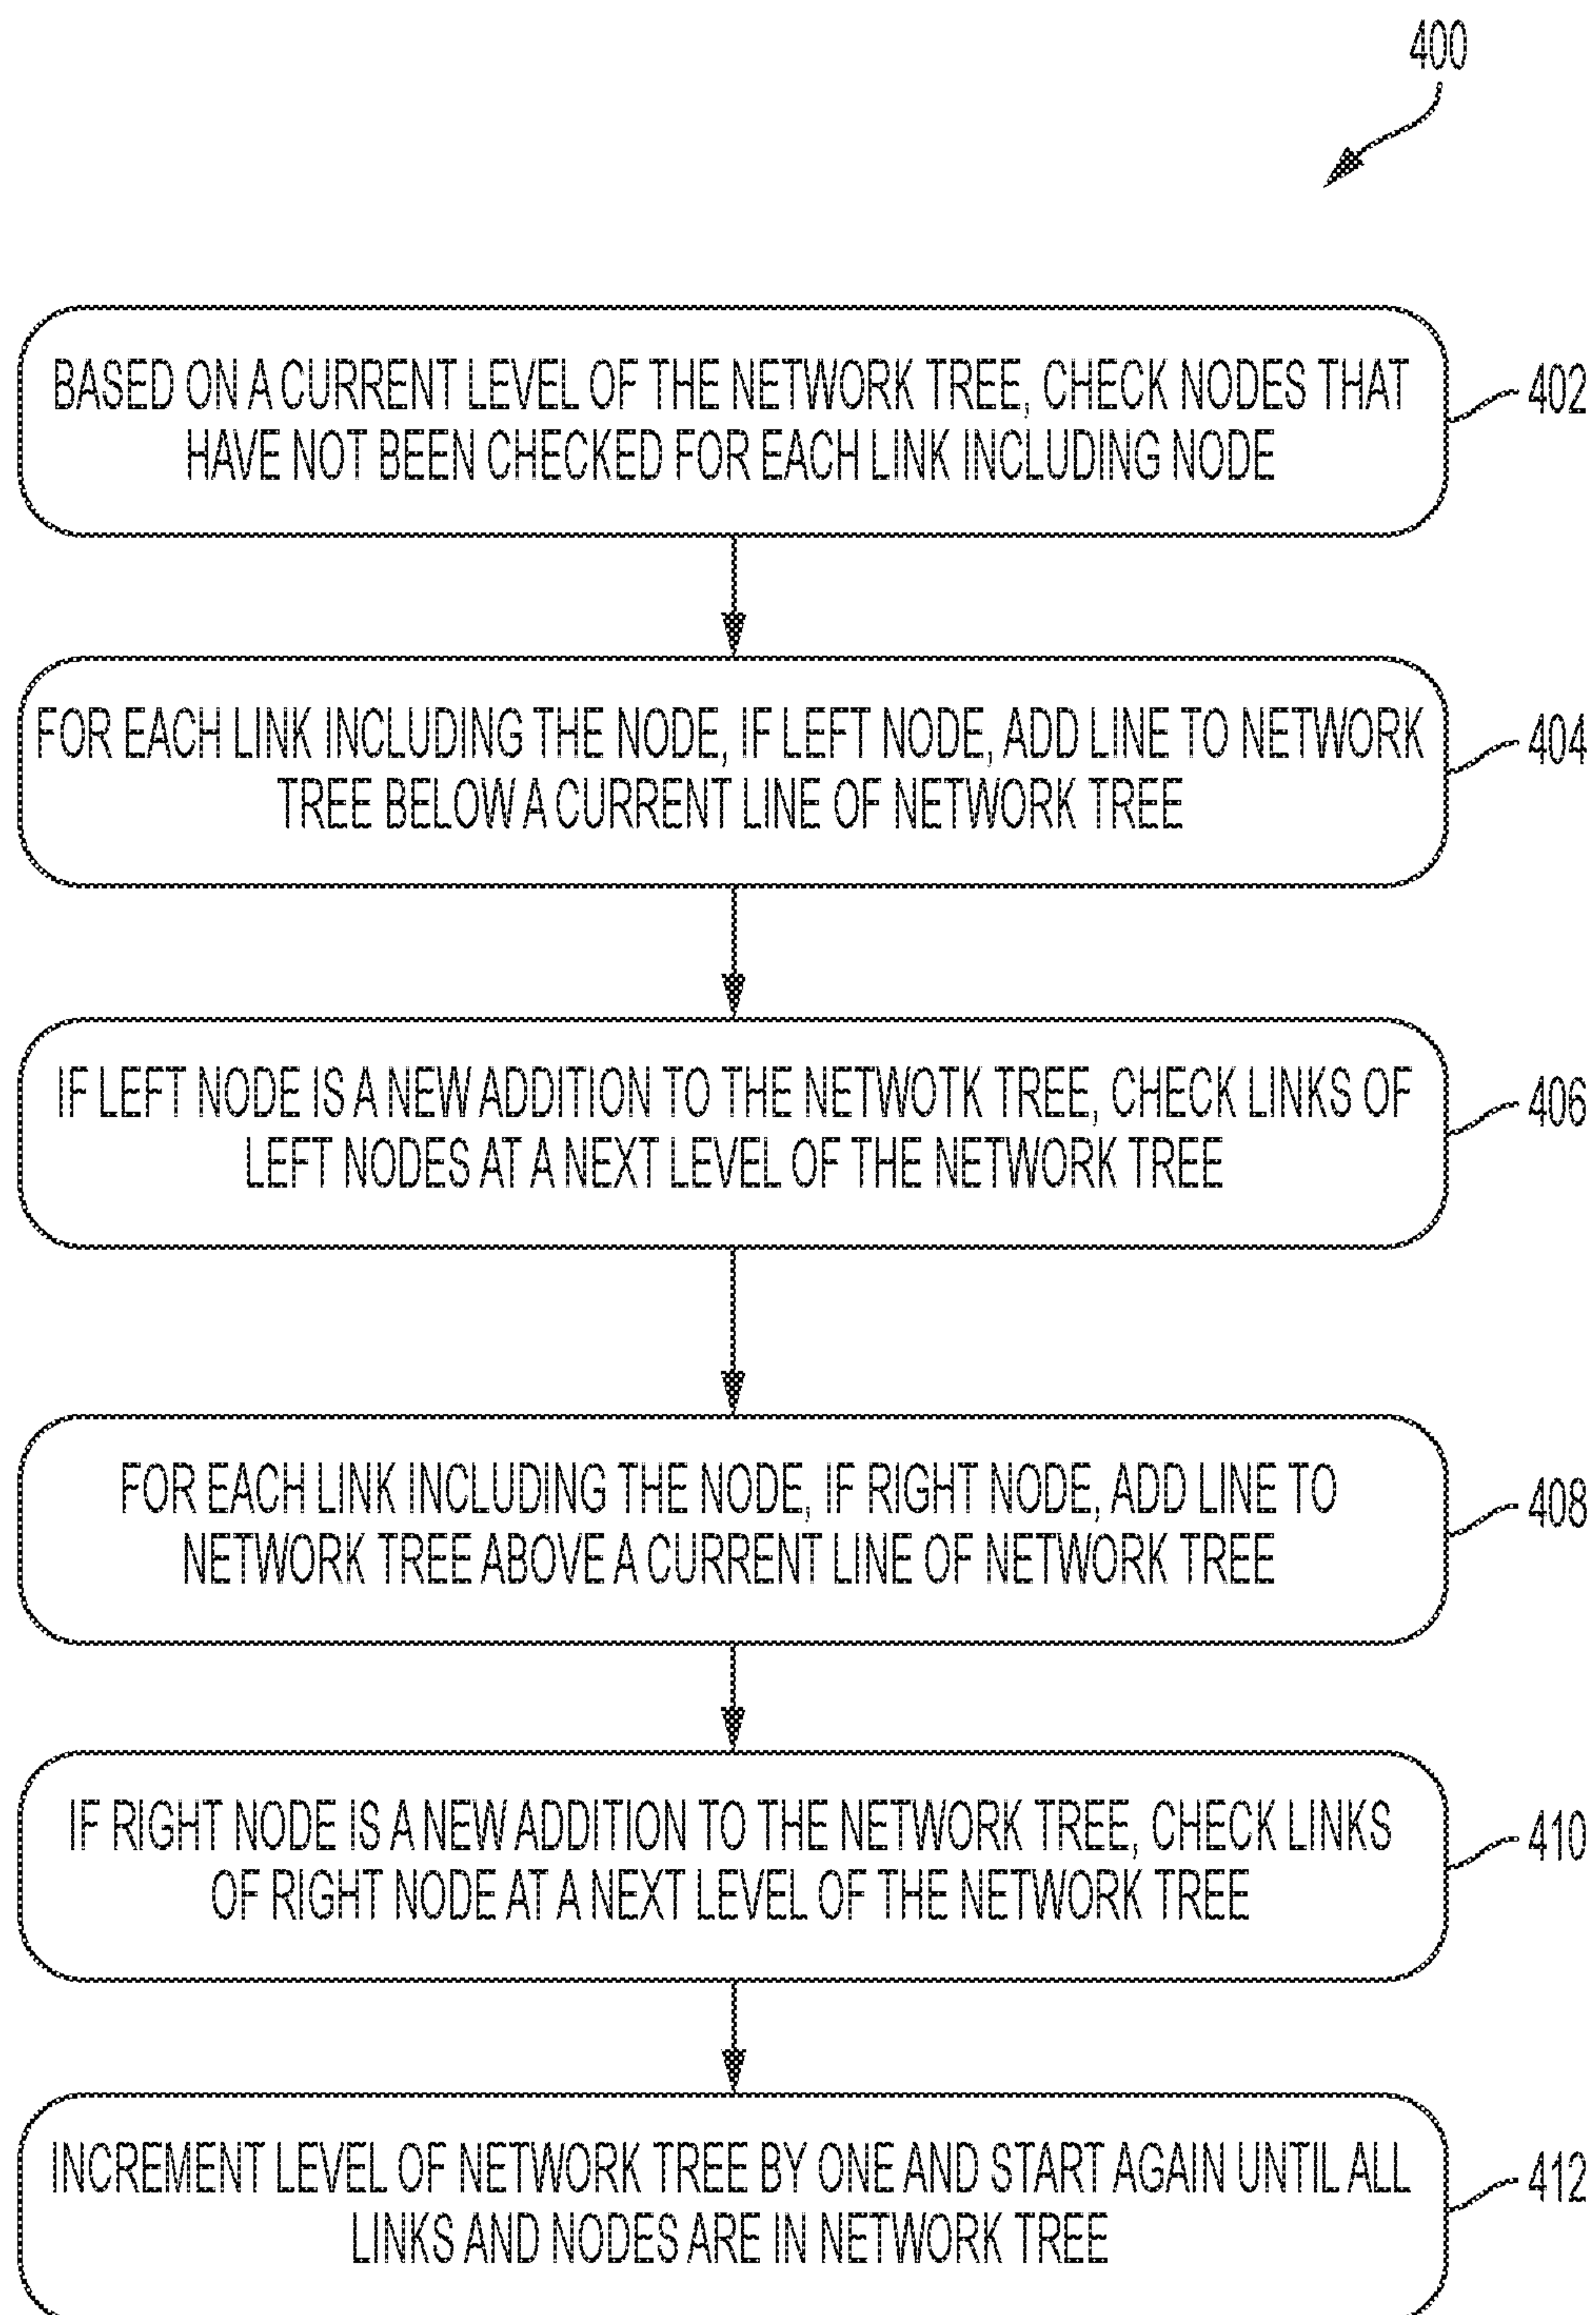 400
BASED ON A CURRENT LEVEL OF THE NETWORK TREE, CHECK NODES THAT
HAVE NOT BEEN CHECKED FOR EACH LINK INCLUDING NODE
402
FOR EACH LINK INCLUDING THE NODE, IF LEFT NODE, ADD LINE TO NETWORK
TREE BELOW A CURRENT LINE OF NETWORK TREE
404
IF LEFT NODE IS A NEW ADDITION TO THE NETWOTK TREE, CHECK LINKS OF
LEFT NODES AT A NEXT LEVEL OF THE NETWORK TREE
406
FOR EACH LINK INCLUDING THE NODE, IF RIGHT NODE, ADD LINE TO
NETWORK TREE ABOVE A CURRENT LINE OF NETWORK TREE
408
IF RIGHT NODE IS A NEW ADDITION TO THE NETWORK TREE, CHECK LINKS
OF RIGHT NODE AT A NEXT LEVEL OF THE NETWORK TREE
410
INCREMENT LEVEL OF NETWORK TREE BY ONE AND START AGAIN UNTIL ALL
LINKS AND NODES ARE IN NETWORK TREE
412